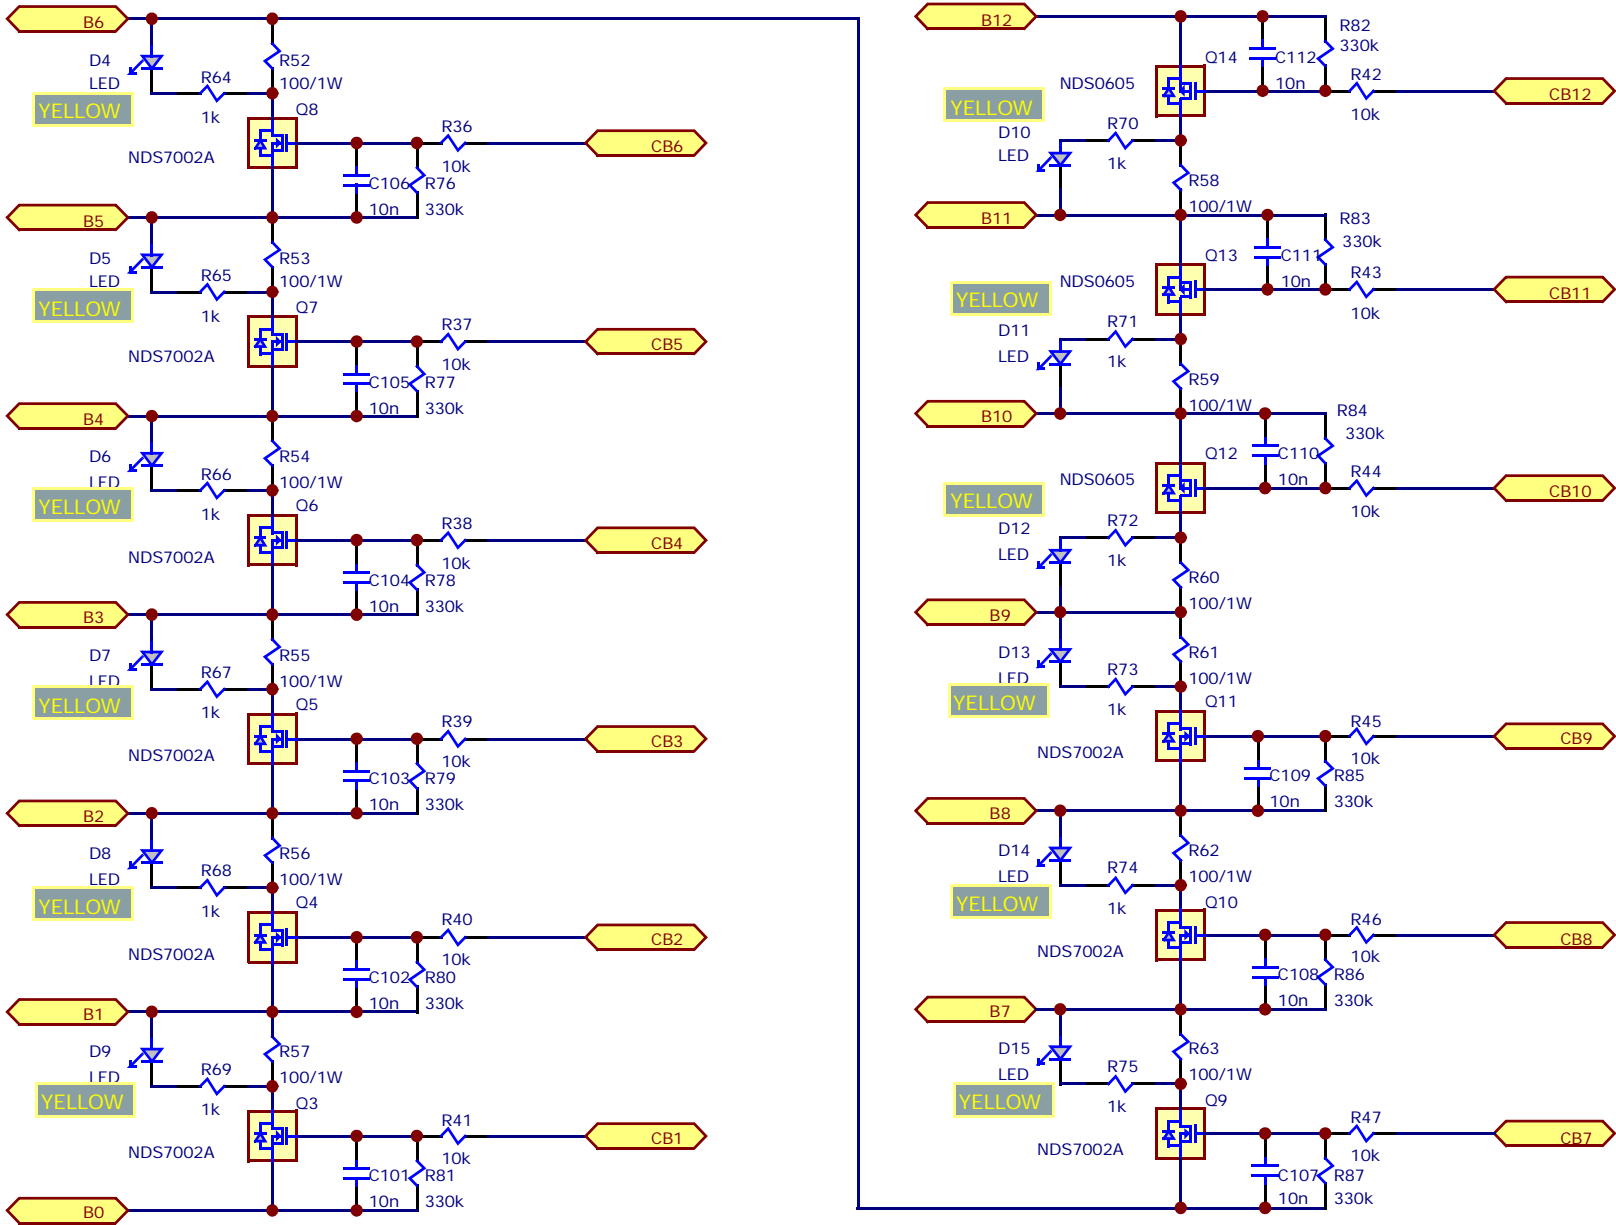 B6
D4
LED
YELLOW
R64
1k
R52
100/1W
Q8
NDS7002A
R36
10k
C106
10n
R76
330k
CB6
B5
D5
LED
YELLOW
R65
1k
R53
100/1W
Q7
NDS7002A
R37
10k
C105
10n
R77
330k
CB5
B4
D6
LED
YELLOW
R66
1k
R54
100/1W
Q6
NDS7002A
R38
10k
C104
10n
R78
330k
CB4
B3
D7
LED
YELLOW
R67
1k
R55
100/1W
Q5
NDS7002A
R39
10k
C103
10n
R79
330k
CB3
B2
D8
LED
YELLOW
R68
1k
R56
100/1W
Q4
NDS7002A
R40
10k
C102
10n
R80
330k
CB2
B1
D9
LED
YELLOW
R69
1k
R57
100/1W
Q3
NDS7002A
R41
10k
C101
10n
R81
330k
CB1
B0
B12
Q14
NDS0605
C112
10n
R82
330k
R42
10k
CB12
YELLOW
D10
LED
R70
1k
R58
100/1W
B11
Q13
NDS0605
C111
10n
R83
330k
R43
10k
CB11
YELLOW
D11
LED
R71
1k
R59
100/1W
B10
Q12
NDS0605
C110
10n
R84
330k
R44
10k
CB10
YELLOW
D12
LED
R72
1k
R60
100/1W
B9
D13
LED
YELLOW
R73
1k
R61
100/1W
Q11
NDS7002A
R45
10k
C109
10n
R85
330k
CB9
B8
D14
LED
YELLOW
R74
1k
R62
100/1W
Q10
NDS7002A
R46
10k
C108
10n
R86
330k
CB8
B7
D15
LED
YELLOW
R75
1k
R63
100/1W
Q9
NDS7002A
R47
10k
C107
10n
R87
330k
CB7